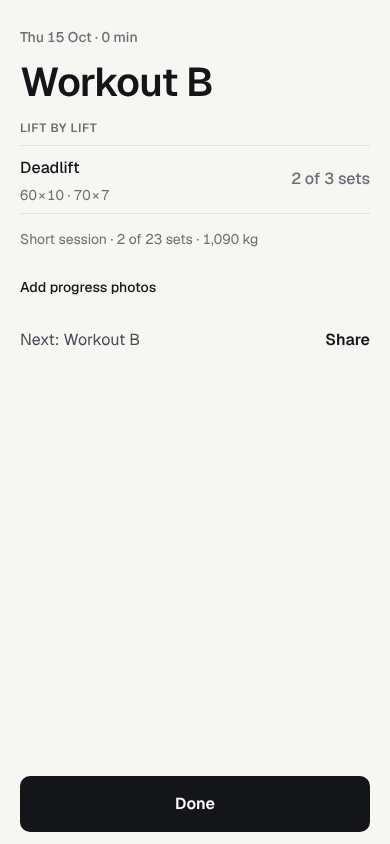 Thu 15 Oct · 0 min
Workout B
LIFT BY LIFT
Deadlift
2 of 3 sets
60×10 · 70×7
Short session · 2 of 23 sets · 1,090 kg
Add progress photos
Next: Workout B
Share
Done